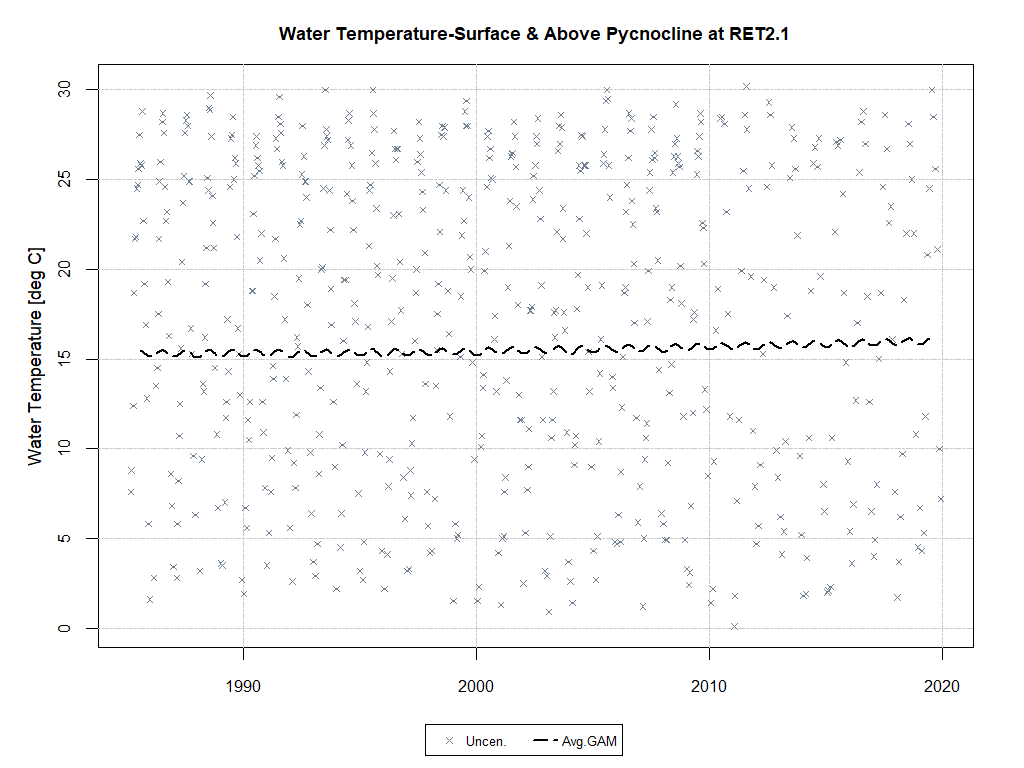 Water Temperature-Surface & Above Pycnocline at RET2.1
Water Temperature [deg C]
30
25
20
15
10
5
0
1990 2000 2010 2020
Uncen. Avg.GAM